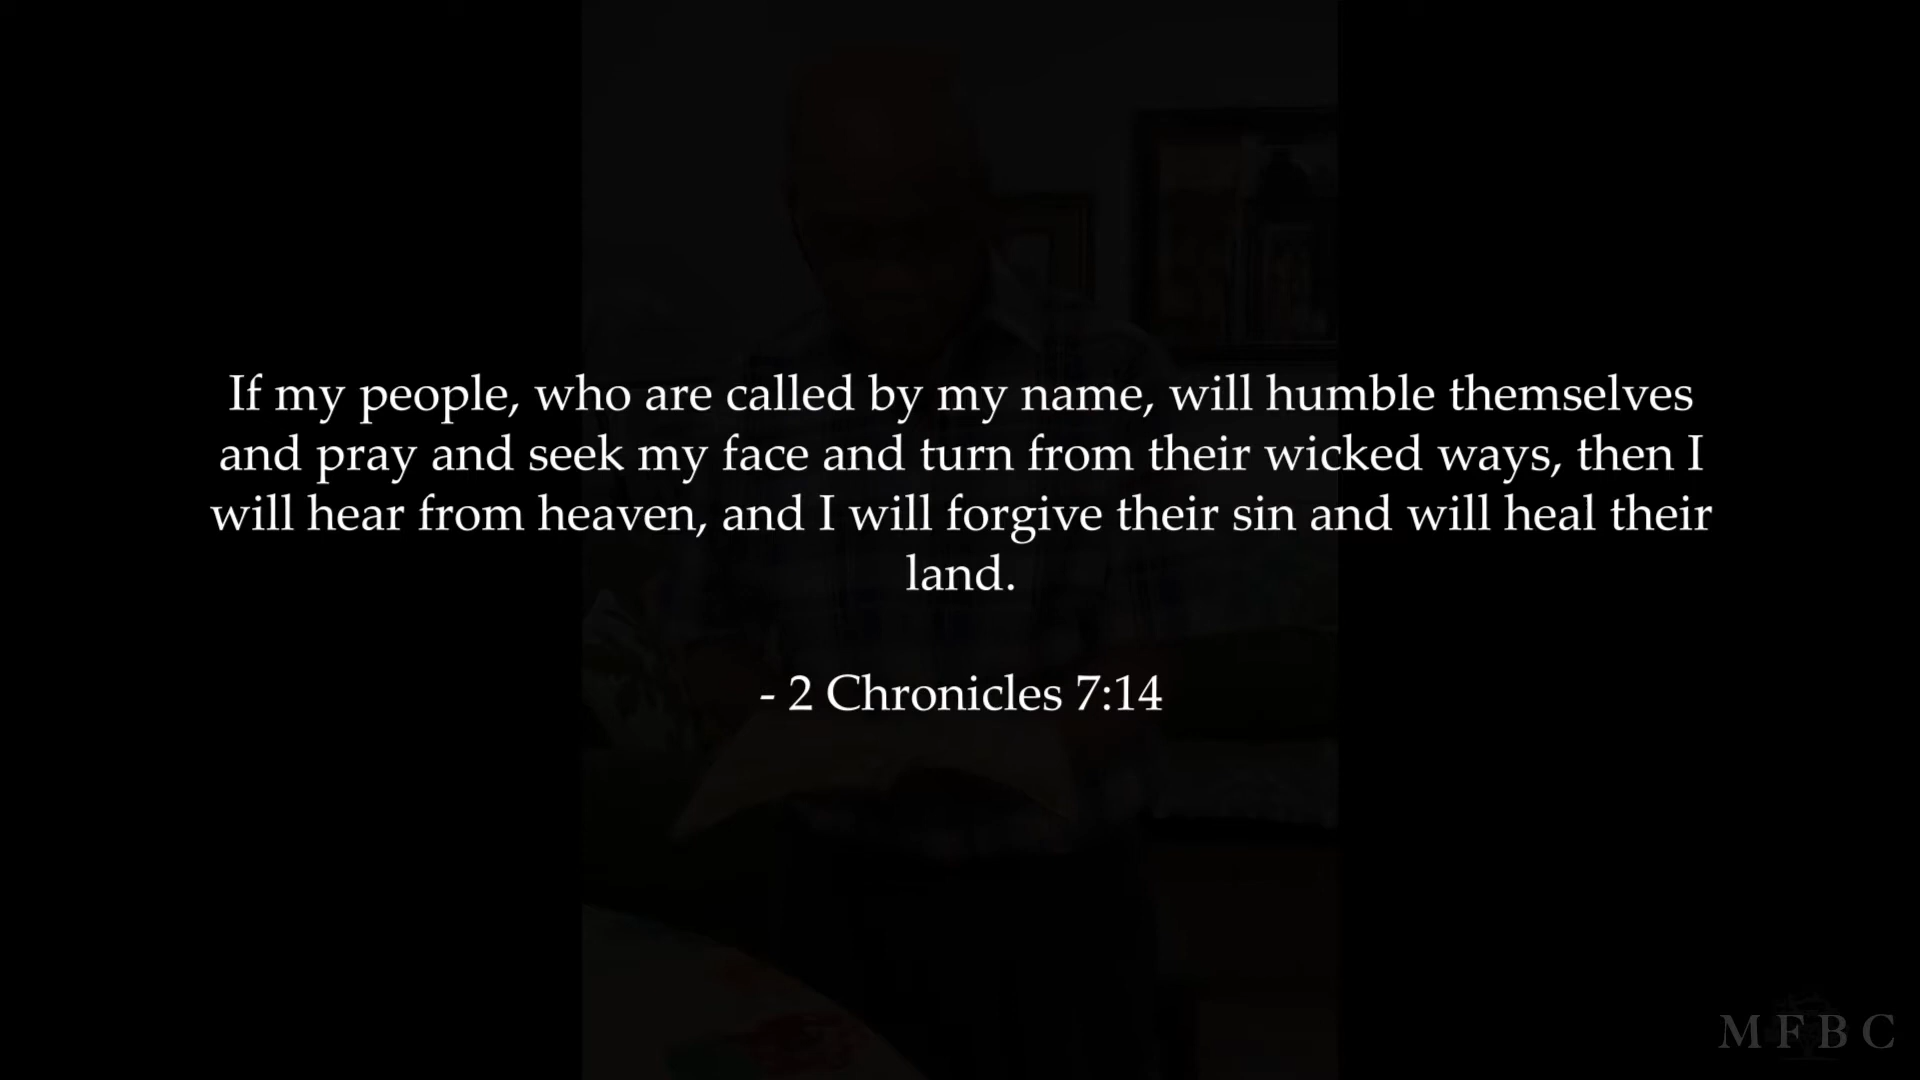 If my people, who are called by my name, will humble themselves
and pray and seek my face and turn from their wicked ways, then I
will hear from heaven, and I will forgive their sin and will heal their
land.
- 2 Chronicles 7:14
M F B C